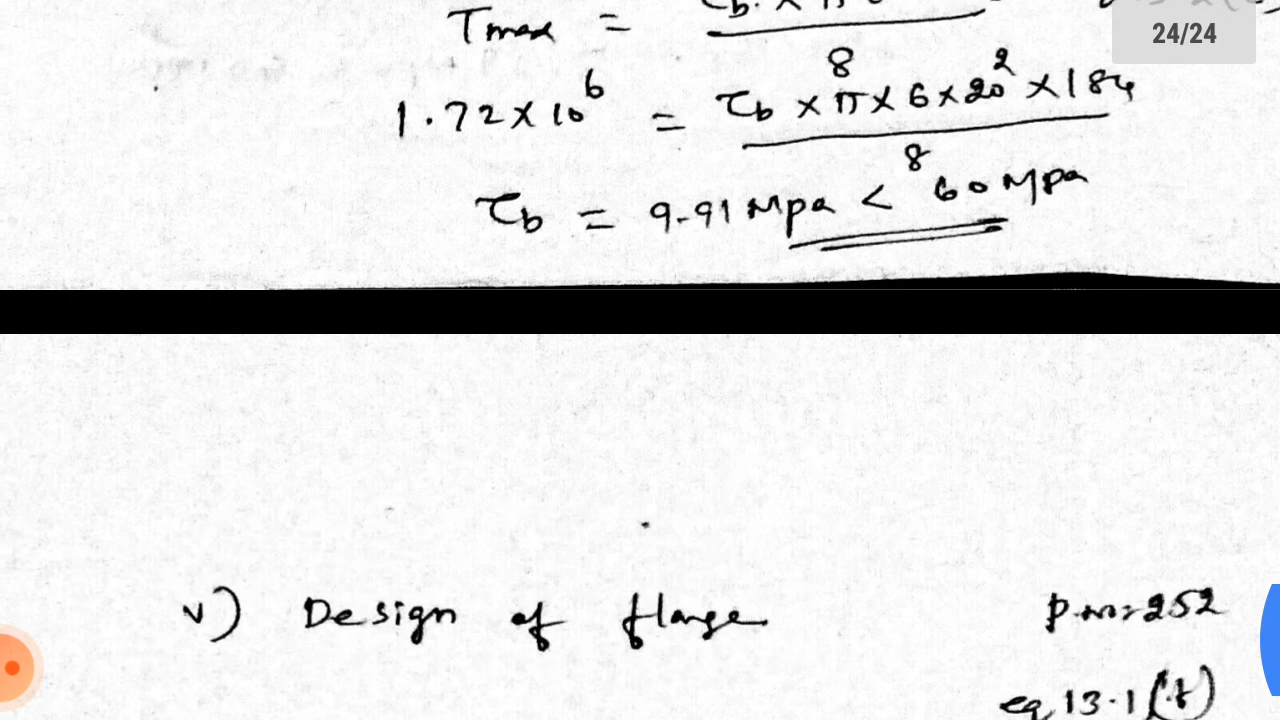 24/24
Tmax =
8
1.72 × 10^6 = τb × π × 6 × 20^2 × 184
8
τb = 9.91 Mpa < 60 Mpa
v) Design of flange P.no:252
eq 13.1 (t)